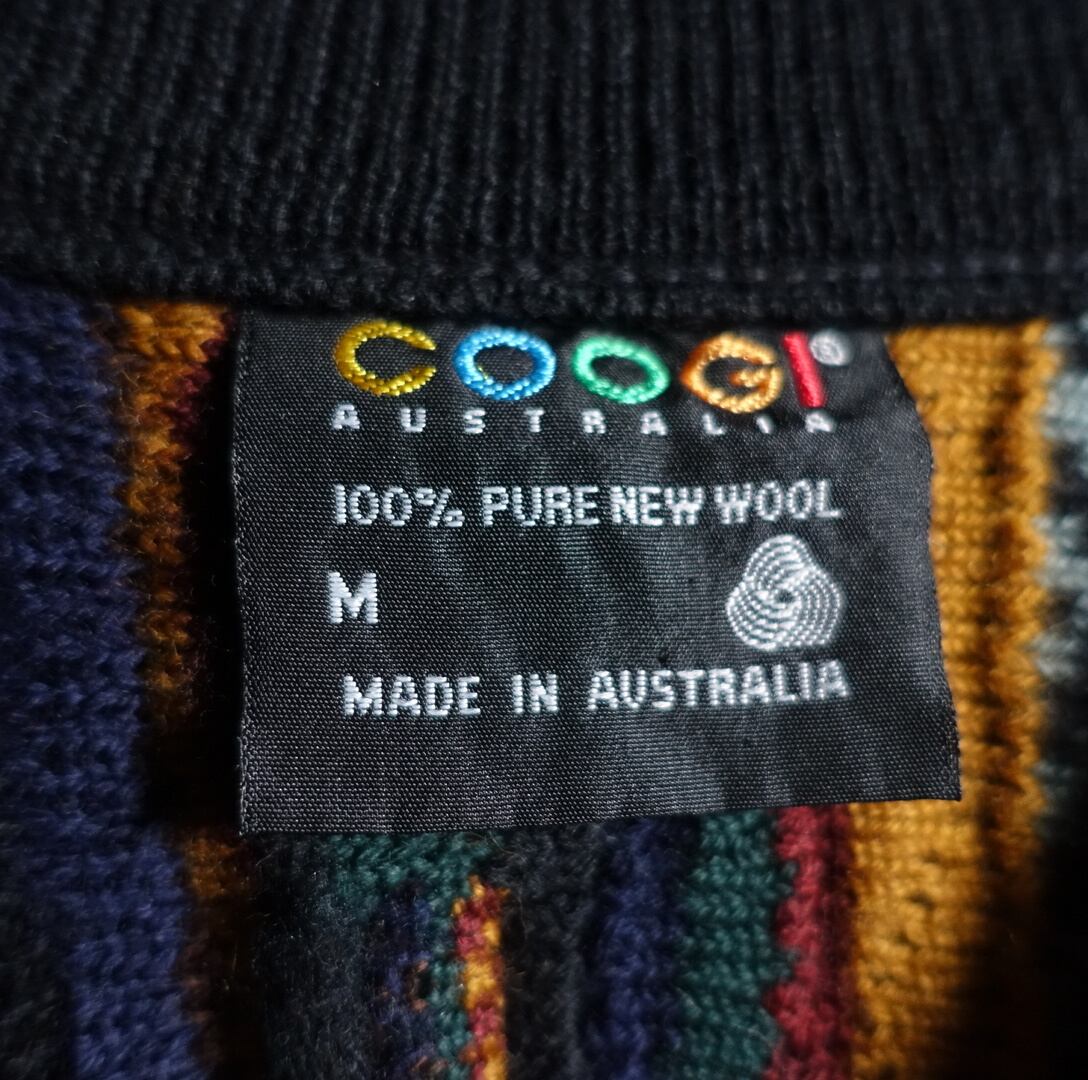 COOGI®
AUSTRALIA
100% PURE NEW WOOL
M
MADE IN AUSTRALIA